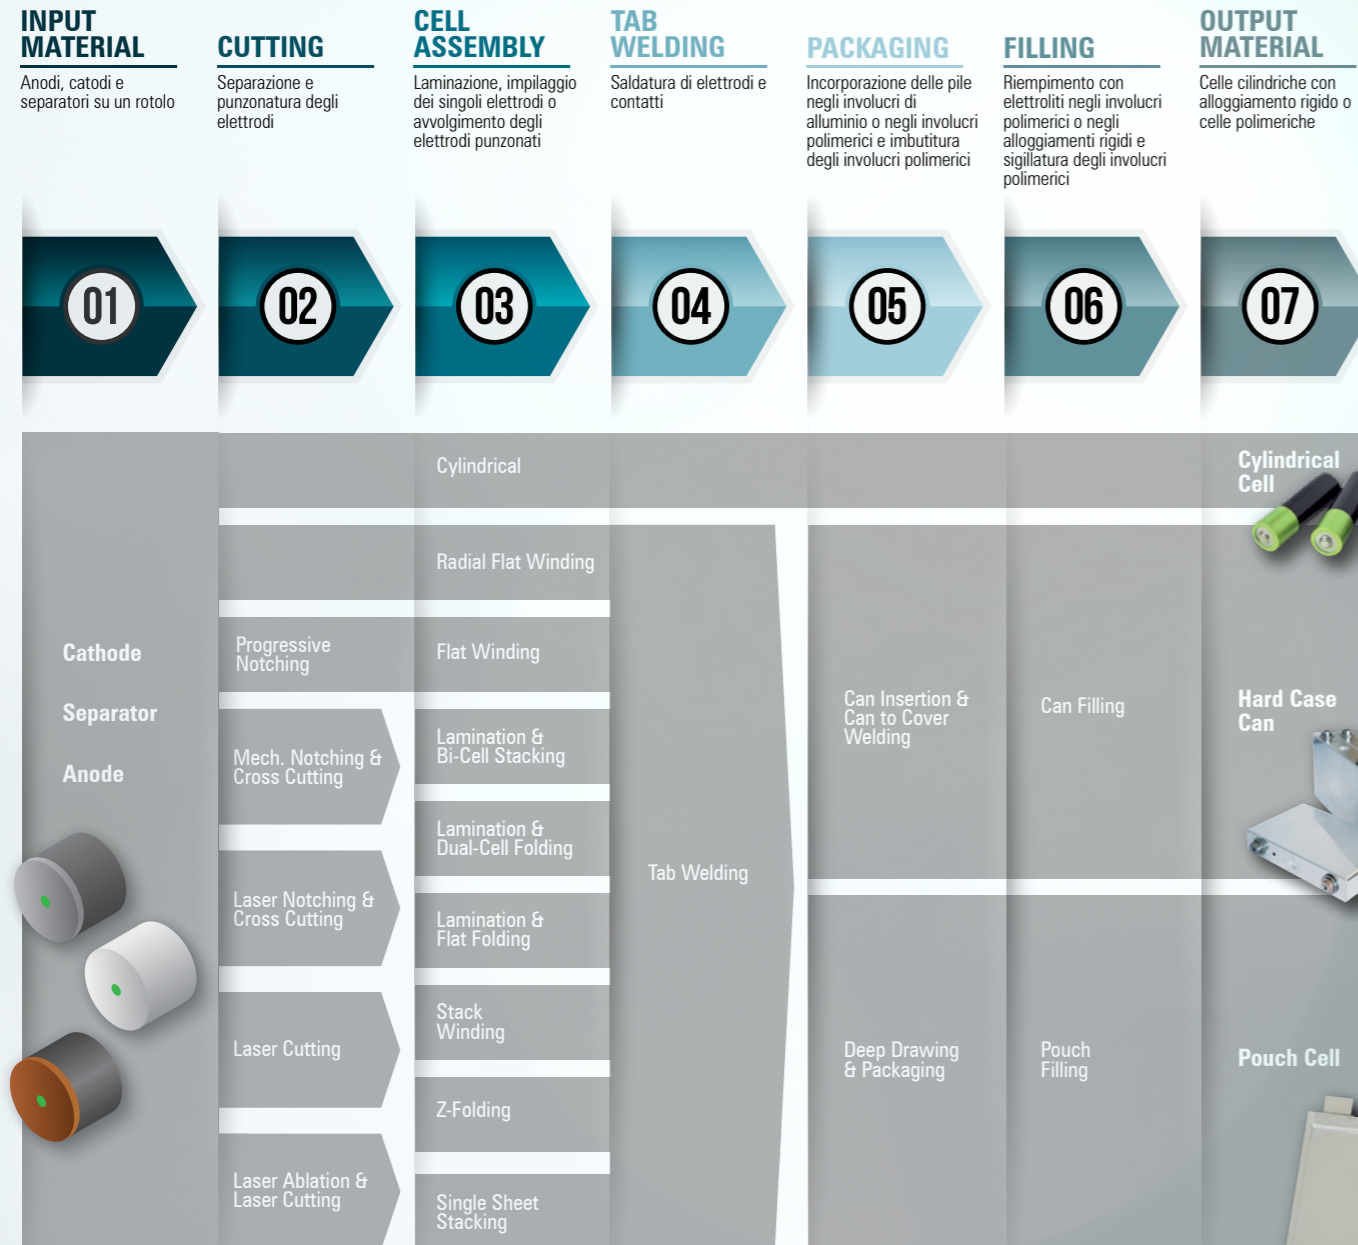 INPUT
MATERIAL
Anodi, catodi e
separatori su un rotolo
CUTTING
Separazione e
punzonatura degli
elettrodi
CELL
ASSEMBLY
Laminazione, impilaggio
dei singoli elettrodi o
avvolgimento degli
elettrodi punzonati
TAB
WELDING
Saldatura di elettrodi e
contatti
PACKAGING
Incorporazione delle pile
negli involucri di
alluminio o negli involucri
polimerici e imbutitura
degli involucri polimerici
FILLING
Riempimento con
elettroliti negli involucri
polimerici o negli
alloggiamenti rigidi e
sigillatura degli involucri
polimerici
OUTPUT
MATERIAL
Celle cilindriche con
alloggiamento rigido o
celle polimeriche
01
02
03
04
05
06
07
Cathode
Separator
Anode
Progressive
Notching
Mech. Notching &
Cross Cutting
Laser Notching &
Cross Cutting
Laser Cutting
Laser Ablation &
Laser Cutting
Cylindrical
Radial Flat Winding
Flat Winding
Lamination &
Bi-Cell Stacking
Lamination &
Dual-Cell Folding
Lamination &
Flat Folding
Stack
Winding
Z-Folding
Single Sheet
Stacking
Tab Welding
Can Insertion &
Can to Cover
Welding
Deep Drawing
& Packaging
Can Filling
Pouch
Filling
Cylindrical
Cell
Hard Case
Can
Pouch Cell